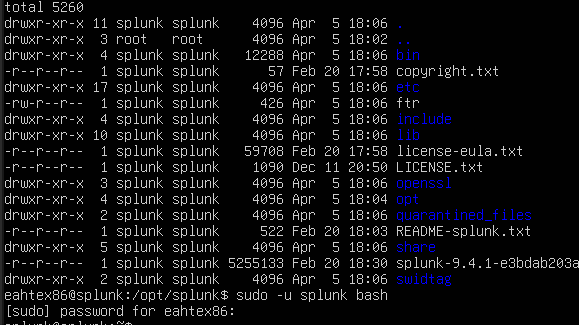 total 5260
drwxr-xr-x 11 splunk splunk 4096 Apr 5 18:06 .
drwxr-xr-x 3 root root 4096 Apr 5 18:02 ..
drwxr-xr-x 4 splunk splunk 12288 Apr 5 18:06 bin
-r--r--r-- 1 splunk splunk 57 Feb 20 17:58 copyright.txt
drwxr-xr-x 17 splunk splunk 4096 Apr 5 18:06 etc
-rw-r--r-- 1 splunk splunk 426 Apr 5 18:06 ftr
drwxr-xr-x 4 splunk splunk 4096 Apr 5 18:06 include
drwxr-xr-x 10 splunk splunk 4096 Apr 5 18:06 lib
-r--r--r-- 1 splunk splunk 59708 Feb 20 17:58 license-eula.txt
-r--r--r-- 1 splunk splunk 1090 Dec 11 20:50 LICENSE.txt
drwxr-xr-x 3 splunk splunk 4096 Apr 5 18:06 openssl
drwxr-xr-x 4 splunk splunk 4096 Apr 5 18:04 opt
drwxr-xr-x 2 splunk splunk 4096 Apr 5 18:06 quarantined_files
-r--r--r-- 1 splunk splunk 522 Feb 20 18:03 README-splunk.txt
drwxr-xr-x 5 splunk splunk 4096 Apr 5 18:06 share
-r--r--r-- 1 splunk splunk 5255133 Feb 20 18:30 splunk-9.4.1-e3bdab203a
drwxr-xr-x 2 splunk splunk 4096 Apr 5 18:06 swidtag
eahtex86@splunk:/opt/splunk$ sudo -u splunk bash
[sudo] password for eahtex86:
splunk@splunk:~$